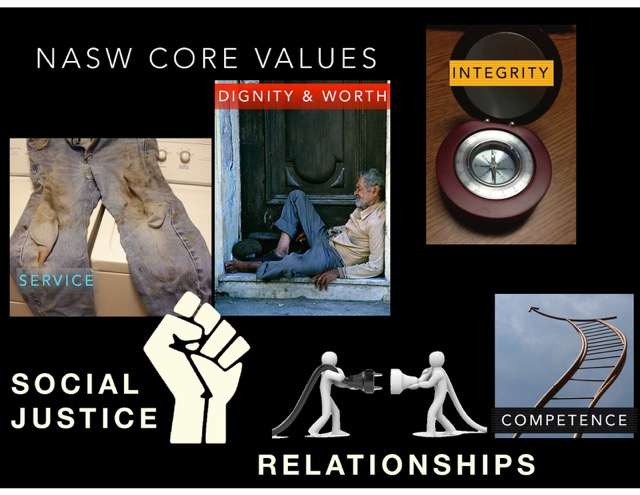 NASW CORE VALUES
DIGNITY & WORTH
INTEGRITY
SERVICE
SOCIAL
JUSTICE
COMPETENCE
RELATIONSHIPS